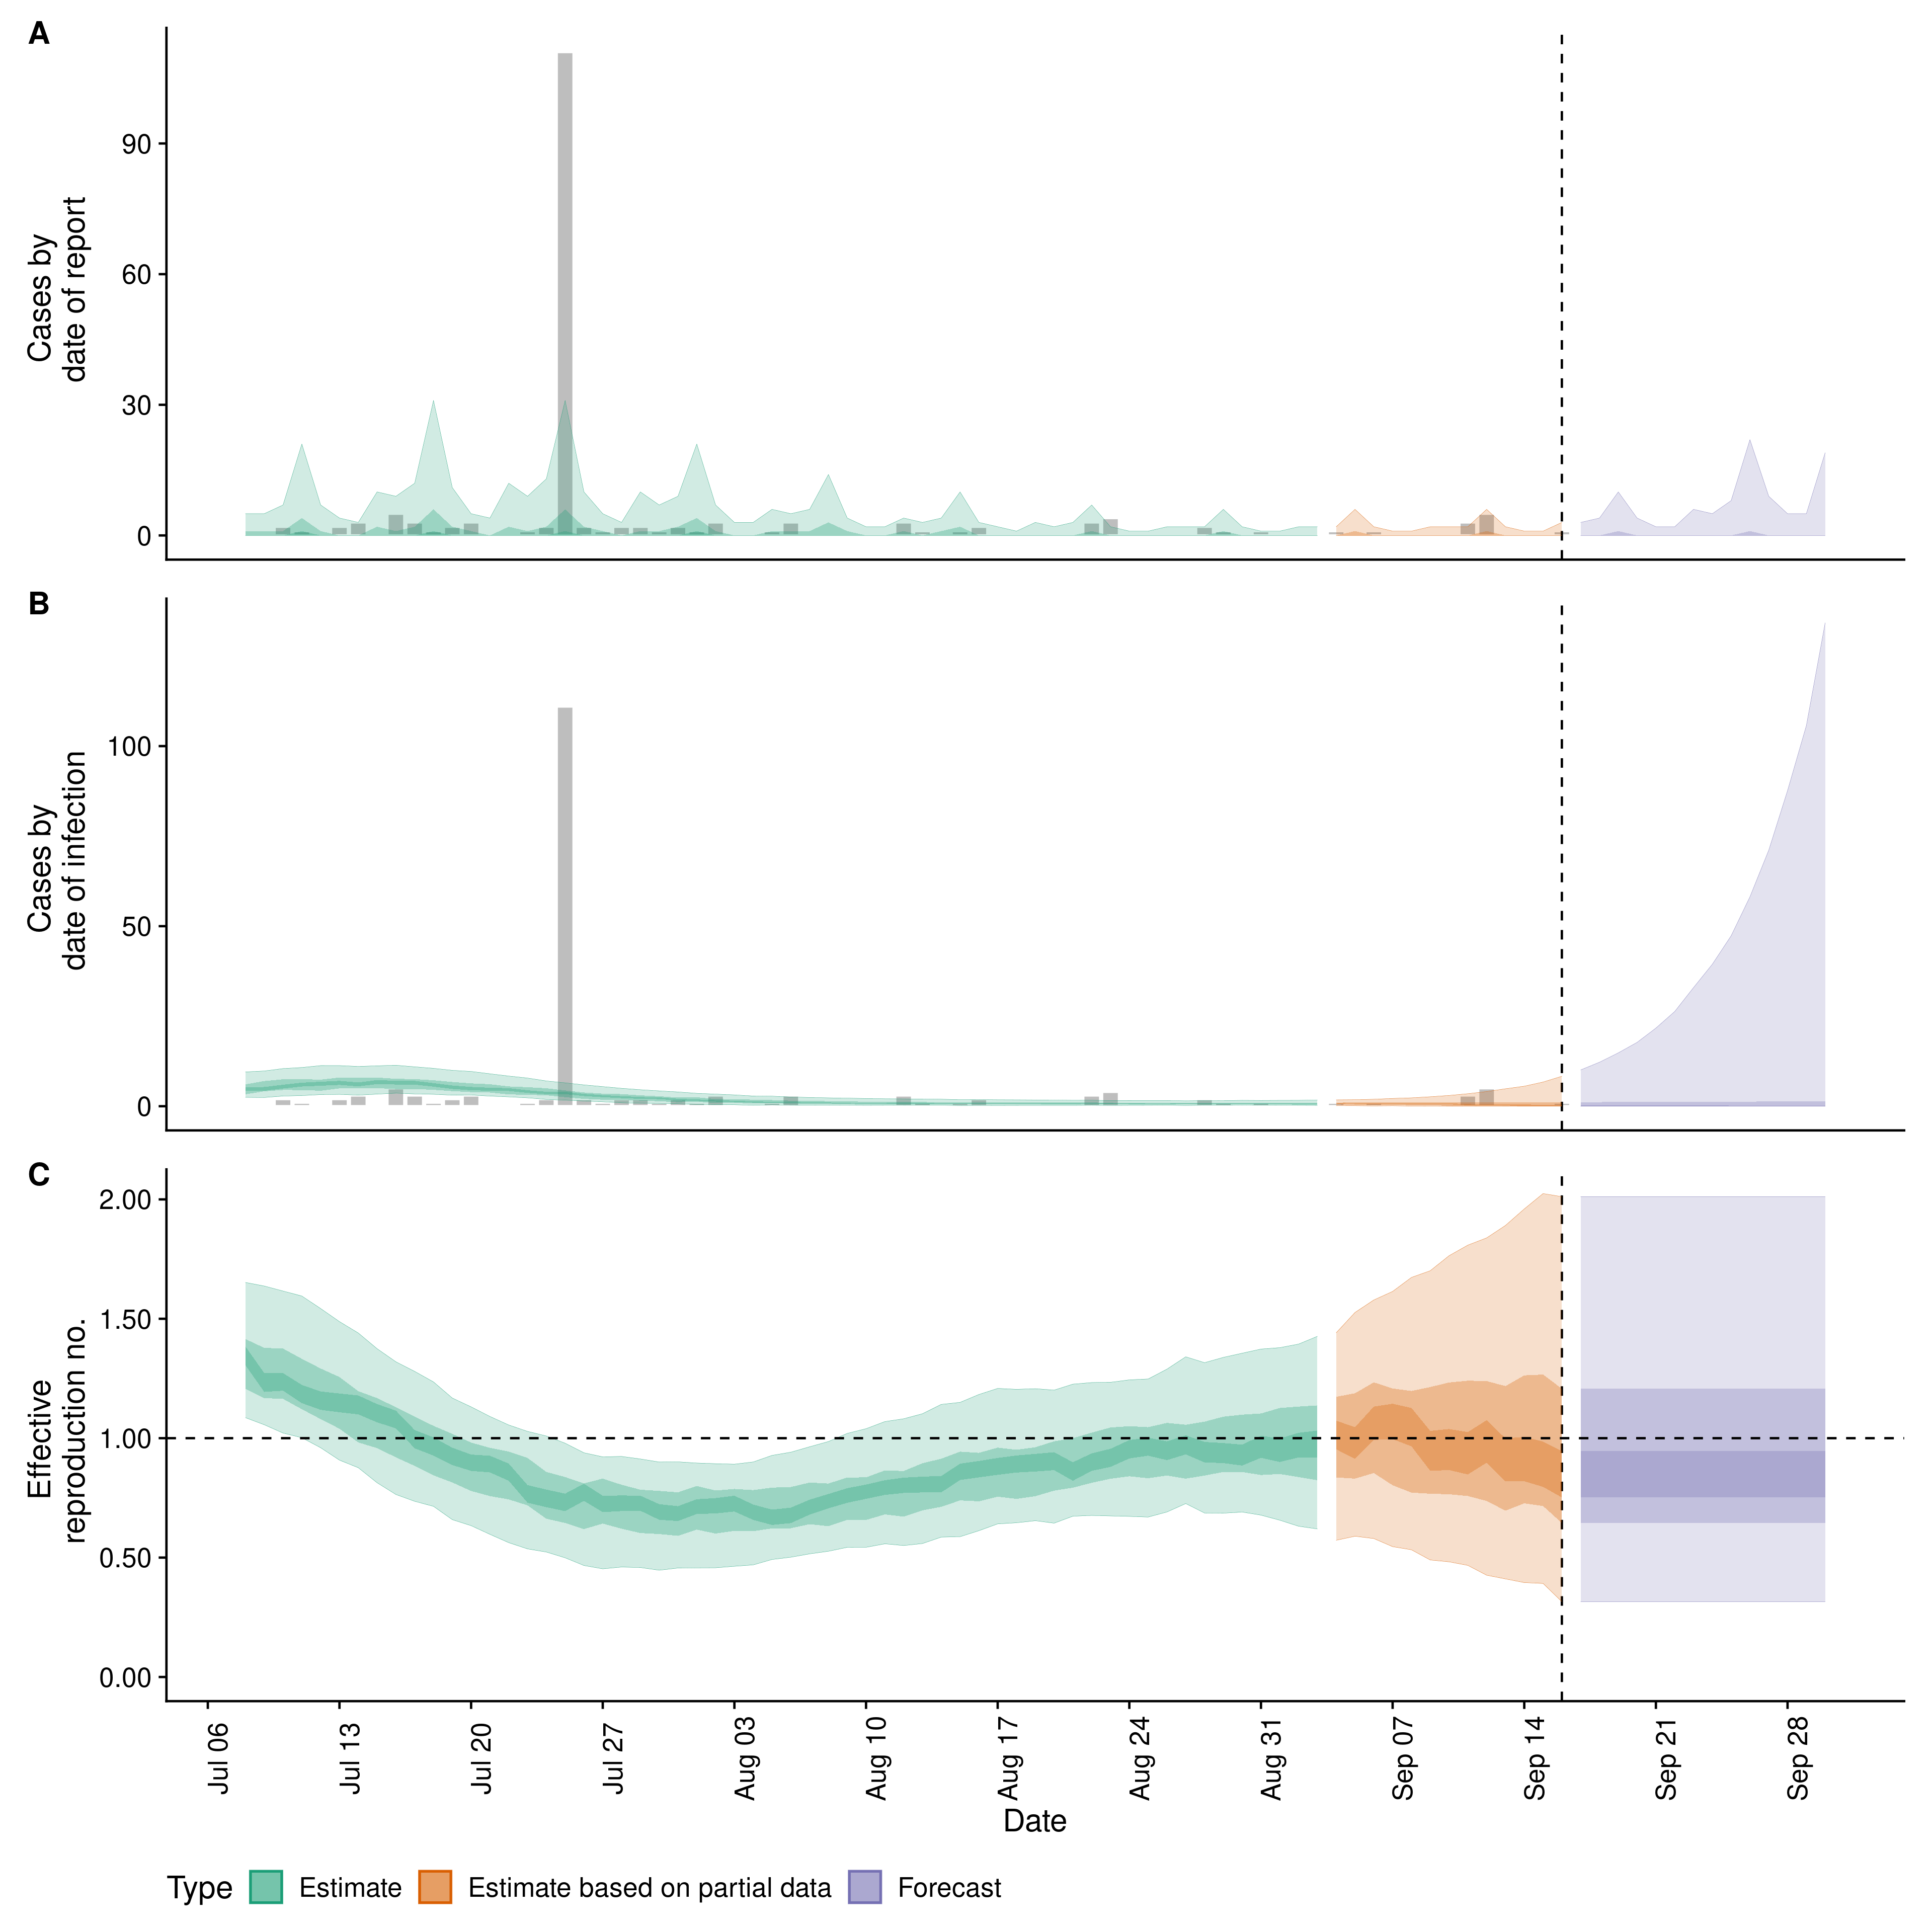 A
90
60
30
0
Cases by
date of report
B
100
50
0
Cases by
date of infection
C
2.00
1.50
1.00
0.50
0.00
Effective
reproduction no.
Jul 06
Jul 13
Jul 20
Jul 27
Aug 03
Aug 10
Aug 17
Aug 24
Aug 31
Sep 07
Sep 14
Sep 21
Sep 28
Date
Type Estimate Estimate based on partial data Forecast